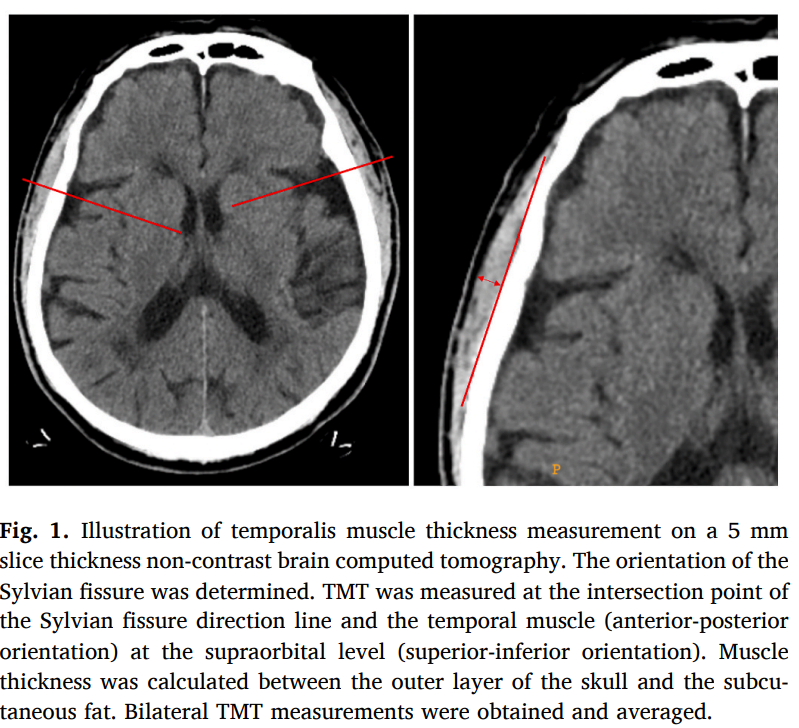 P
Fig. 1. Illustration of temporalis muscle thickness measurement on a 5 mm
slice thickness non-contrast brain computed tomography. The orientation of the
Sylvian fissure was determined. TMT was measured at the intersection point of
the Sylvian fissure direction line and the temporal muscle (anterior-posterior
orientation) at the supraorbital level (superior-inferior orientation). Muscle
thickness was calculated between the outer layer of the skull and the subcu-
taneous fat. Bilateral TMT measurements were obtained and averaged.